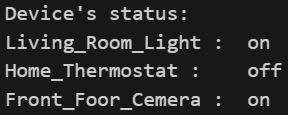 Device's status:
Living_Room_Light :  on
Home_Thermostat :    off
Front_Foor_Cemera :  on